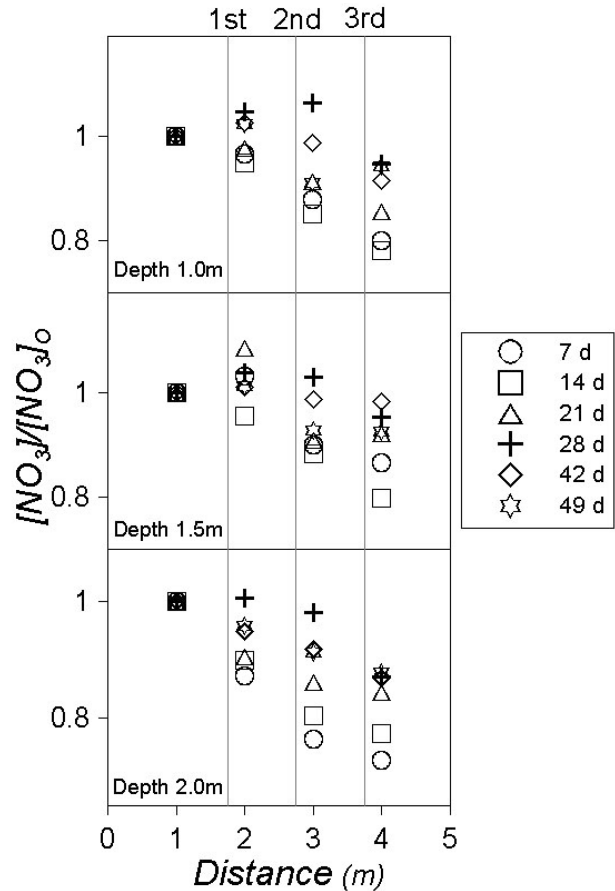 1st 2nd 3rd
1
0.8
Depth 1.0m
1
0.8
Depth 1.5m
1
0.8
Depth 2.0m
[NO3]/[NO3]O
0 1 2 3 4 5
Distance (m)
7 d
14 d
21 d
28 d
42 d
49 d